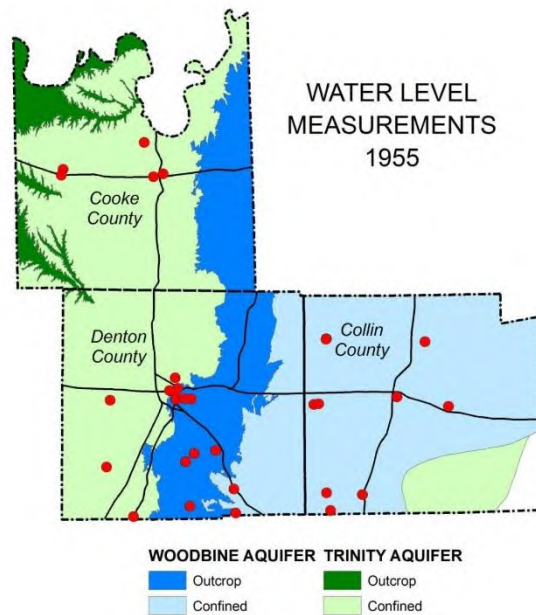 WATER LEVEL
MEASUREMENTS
1955
Cooke
County
Denton
County
Collin
County
WOODBINE AQUIFER TRINITY AQUIFER
Outcrop Outcrop
Confined Confined